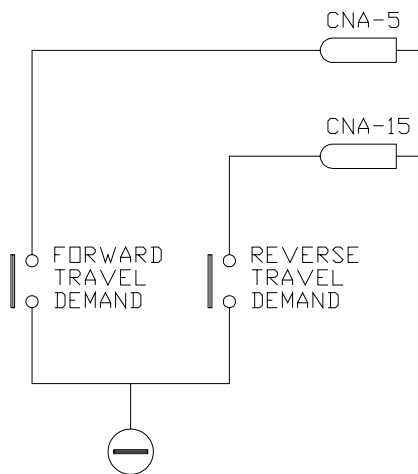 CNA-5
CNA-15
FORWARD
TRAVEL
DEMAND
REVERSE
TRAVEL
DEMAND